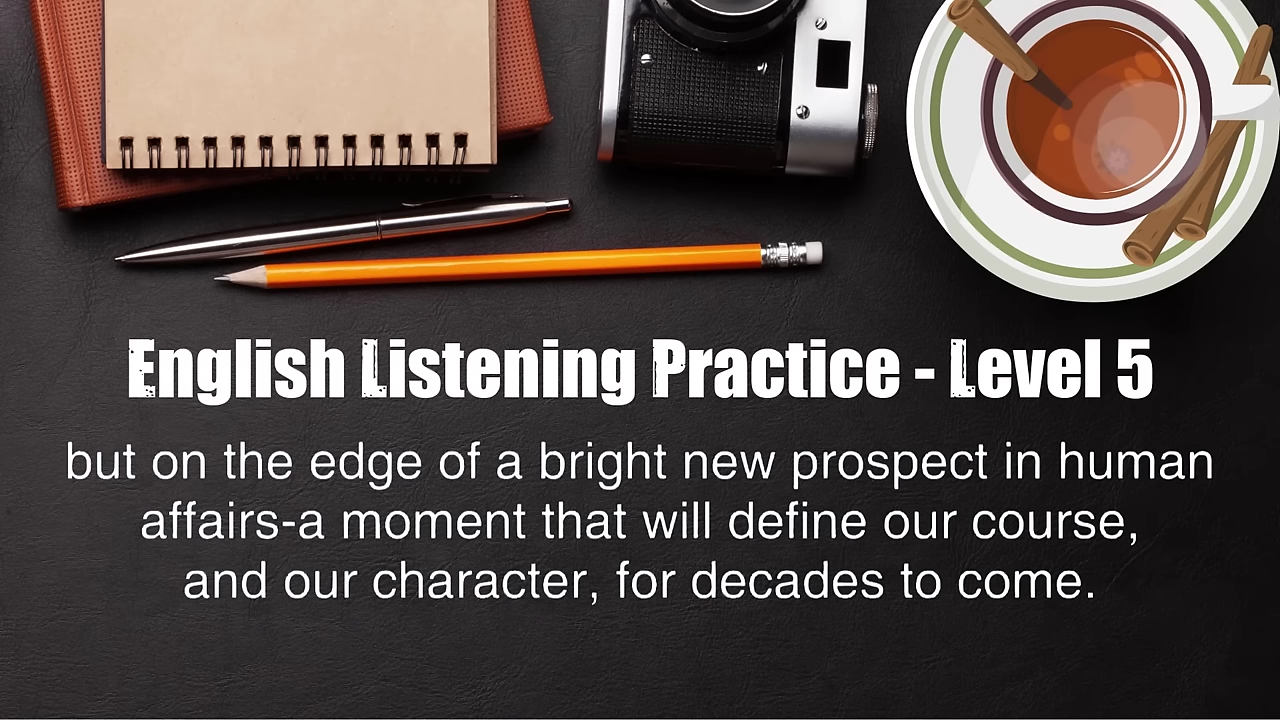 English Listening Practice - Level 5
but on the edge of a bright new prospect in human
affairs-a moment that will define our course,
and our character, for decades to come.